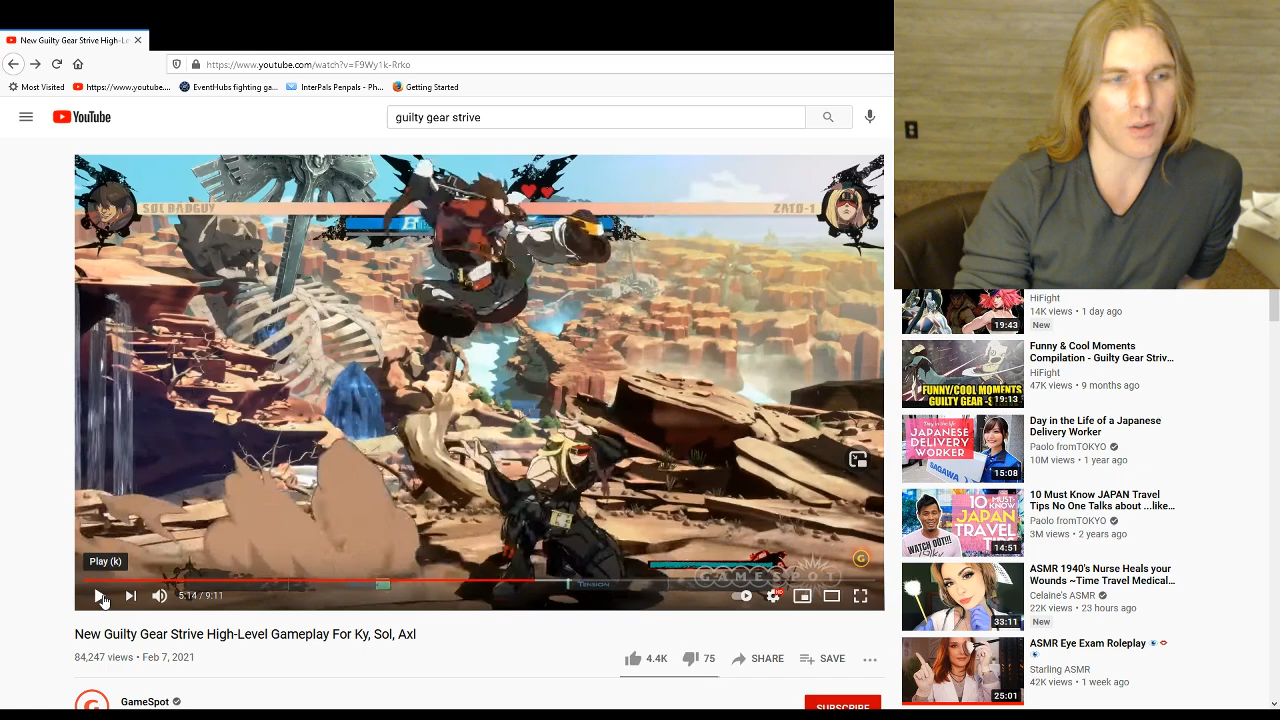 New Guilty Gear Strive High-Le
https://www.youtube.com/watch?v=F9Wy1k-Rrko
Most Visited
https://www.youtube....
EventHubs fighting ga...
InterPals Penpals - Ph...
Getting Started
YouTube
guilty gear strive
SOL BADGUY
ZATO-1
Play (k)
TENSION
GAMESPOT
5:14 / 9:11
HD
New Guilty Gear Strive High-Level Gameplay For Ky, Sol, Axl
84,247 views • Feb 7, 2021
4.4K
75
SHARE
SAVE
GameSpot
SUBSCRIBE
19:43
HiFight
14K views • 1 day ago
New
FUNNY/COOL MOMENTS
GUILTY GEAR -S
19:13
Funny & Cool Moments
Compilation - Guilty Gear Striv...
HiFight
47K views • 9 months ago
Day in the Life of a
JAPANESE
DELIVERY
WORKER
SAGAWA
15:08
Day in the Life of a Japanese
Delivery Worker
Paolo fromTOKYO
10M views • 1 year ago
10 MUST-
KNOW
JAPAN
TRAVEL
WATCH OUT!!!
14:51
10 Must Know JAPAN Travel
Tips No One Talks about ...like...
Paolo fromTOKYO
3M views • 2 years ago
33:11
ASMR 1940's Nurse Heals your
Wounds ~Time Travel Medical...
Celaine's ASMR
22K views • 23 hours ago
New
25:01
ASMR Eye Exam Roleplay
Starling ASMR
42K views • 1 week ago